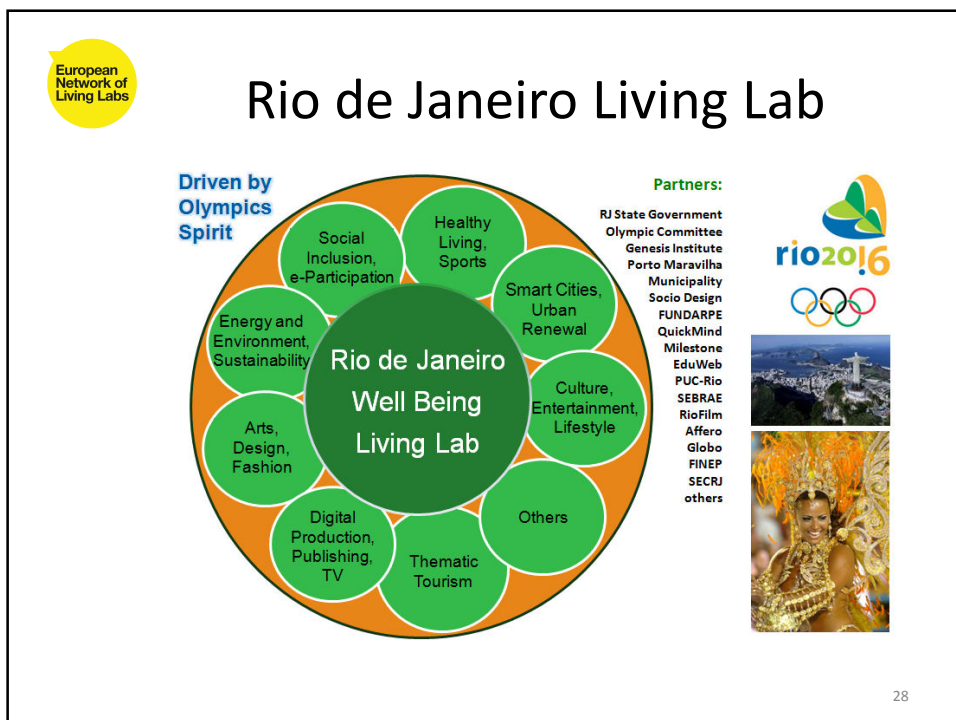 European
Network of
Living Labs
Rio de Janeiro Living Lab
Driven by
Olympics
Spirit
Social
Inclusion,
e-Participation
Healthy
Living,
Sports
Smart Cities,
Urban
Renewal
Energy and
Environment,
Sustainability
Rio de Janeiro
Well Being
Living Lab
Culture,
Entertainment,
Lifestyle
Arts,
Design,
Fashion
Others
Digital
Production,
Publishing,
TV
Thematic
Tourism
Partners:
RJ State Government
Olympic Committee
Genesis Institute
Porto Maravilha
Municipality
Socio Design
FUNDARPE
QuickMind
Milestone
EduWeb
PUC-Rio
SEBRAE
RioFilm
Affero
Globo
FINEP
SECRJ
others
rio2016
28